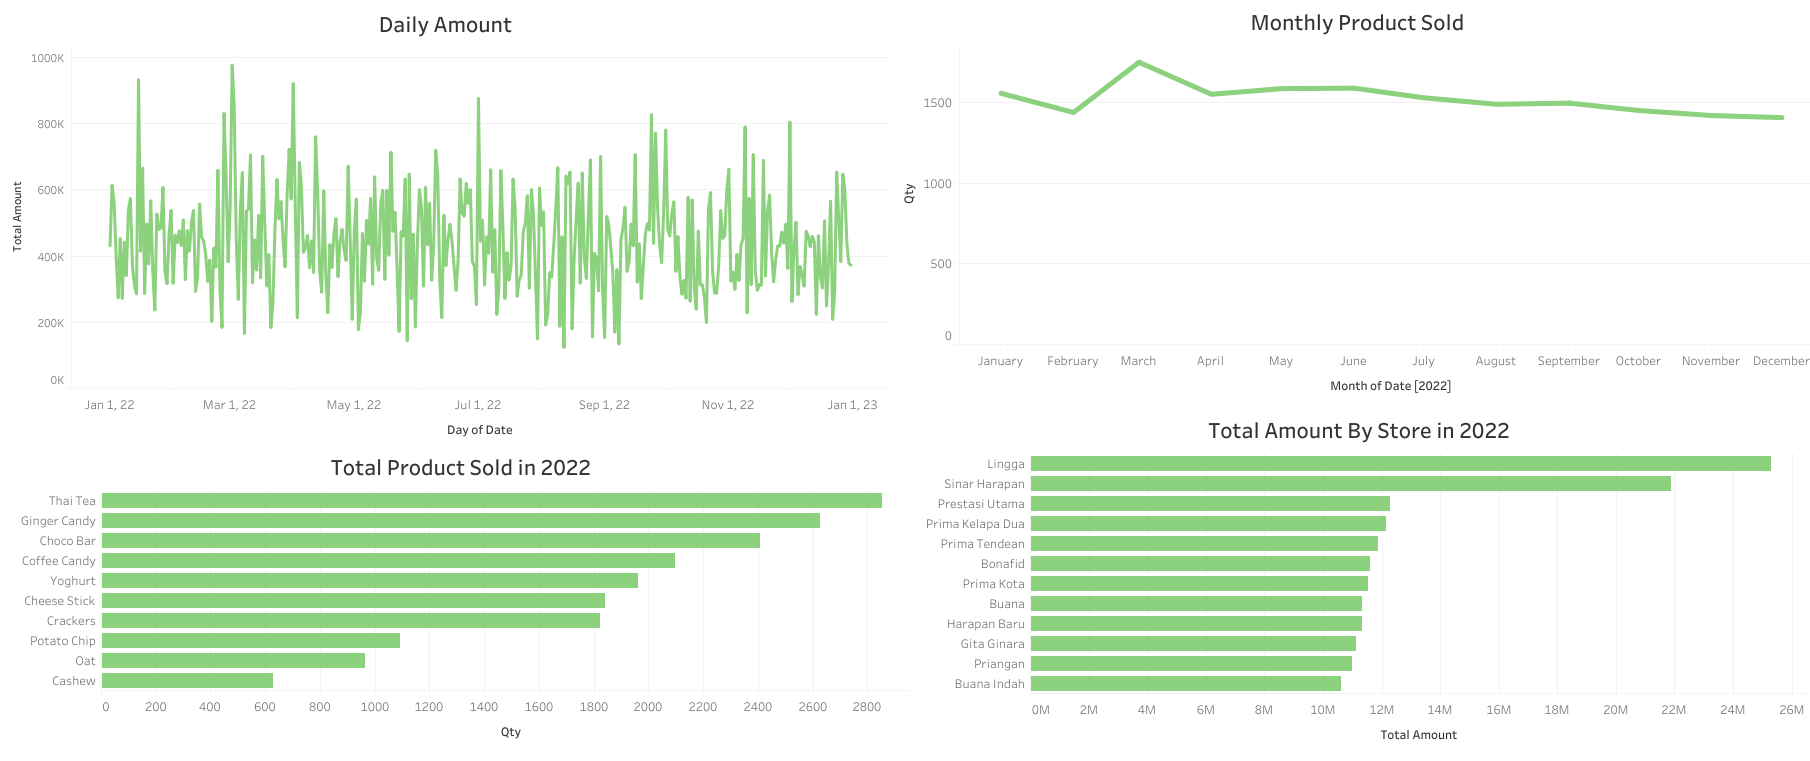 Daily Amount
1000K
800K
600K
400K
200K
0K
Total Amount
Jan 1, 22 Mar 1, 22 May 1, 22 Jul 1, 22 Sep 1, 22 Nov 1, 22 Jan 1, 23
Day of Date
Monthly Product Sold
1500
1000
500
0
Qty
January February March April May June July August September October November December
Month of Date [2022]
Total Product Sold in 2022
Thai Tea
Ginger Candy
Choco Bar
Coffee Candy
Yoghurt
Cheese Stick
Crackers
Potato Chip
Oat
Cashew
0 200 400 600 800 1000 1200 1400 1600 1800 2000 2200 2400 2600 2800
Qty
Total Amount By Store in 2022
Lingga
Sinar Harapan
Prestasi Utama
Prima Kelapa Dua
Prima Tendean
Bonafid
Prima Kota
Buana
Harapan Baru
Gita Ginara
Priangan
Buana Indah
0M 2M 4M 6M 8M 10M 12M 14M 16M 18M 20M 22M 24M 26M
Total Amount